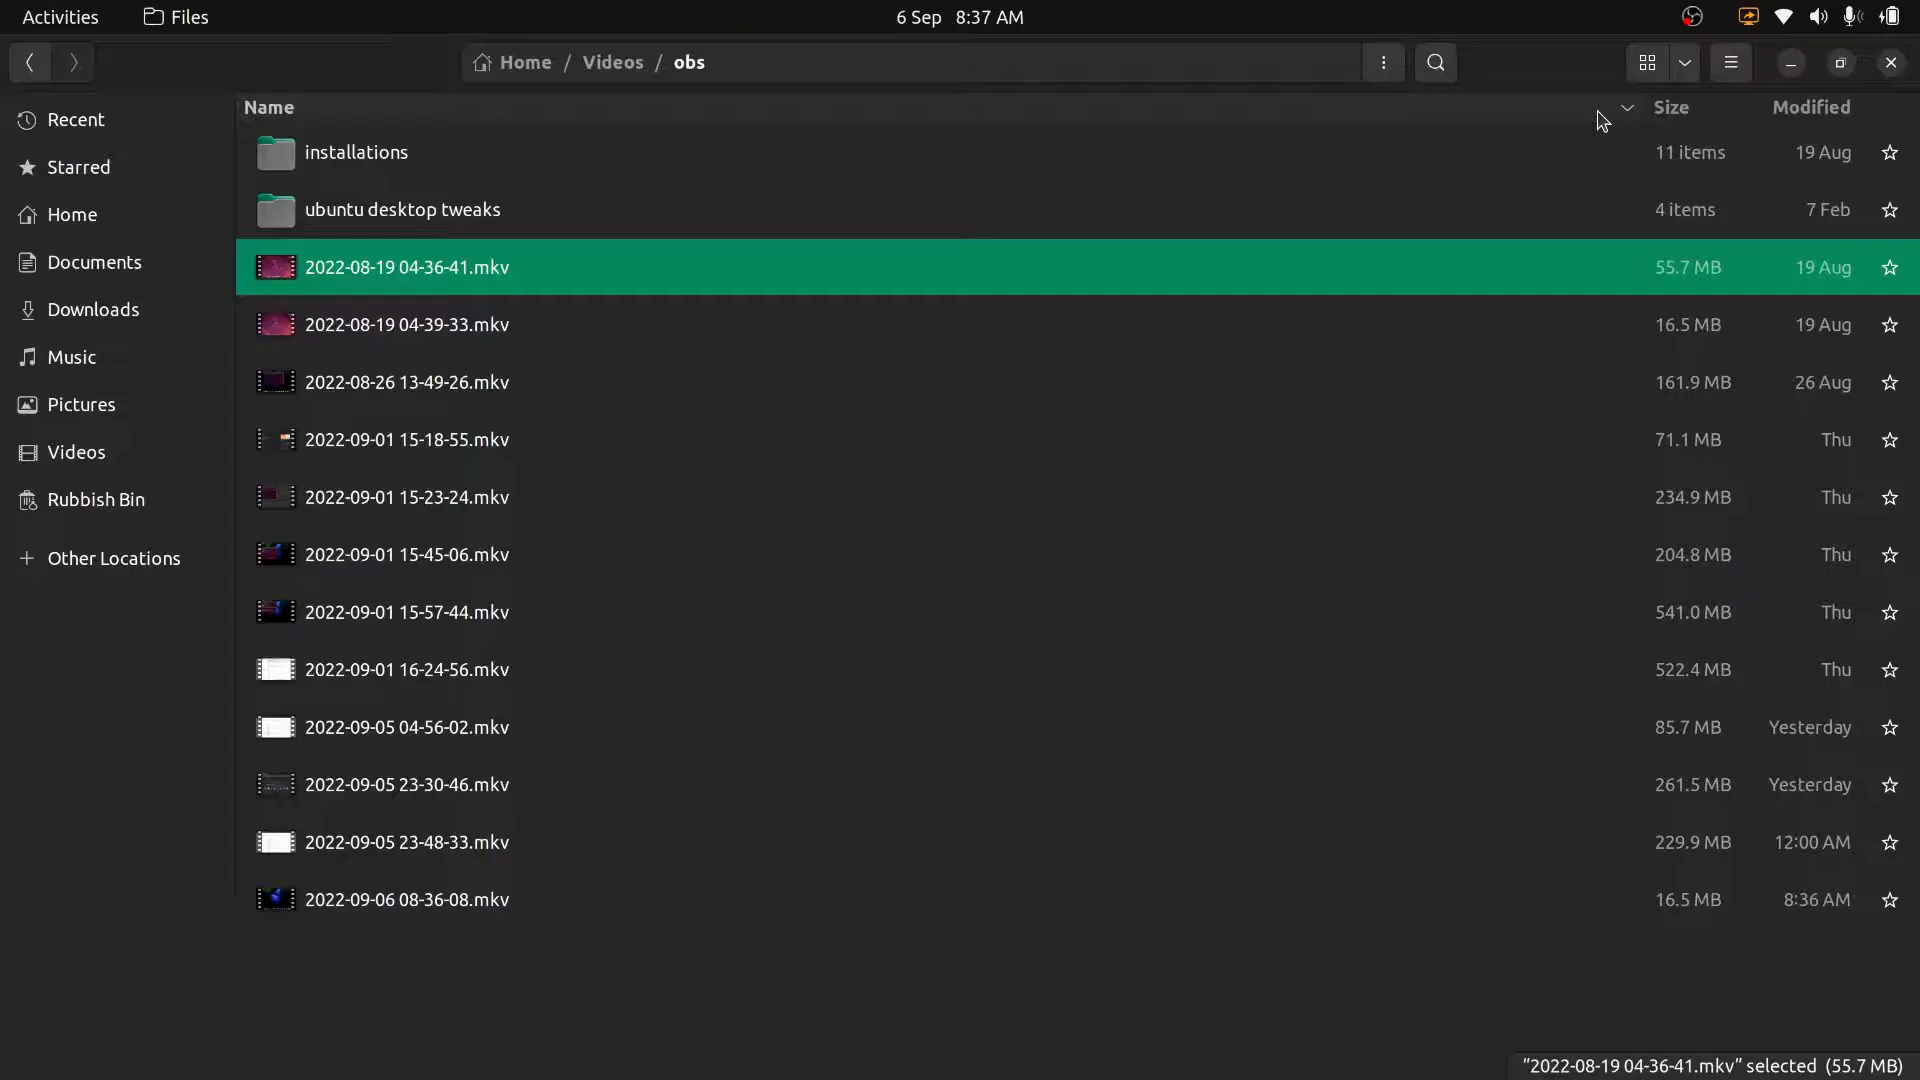 Activities Files 6 Sep 8:37 AM
Home / Videos / obs
Name Size Modified
Recent
Starred
Home
Documents
Downloads
Music
Pictures
Videos
Rubbish Bin
Other Locations
installations 11 items 19 Aug
ubuntu desktop tweaks 4 items 7 Feb
2022-08-19 04-36-41.mkv 55.7 MB 19 Aug
2022-08-19 04-39-33.mkv 16.5 MB 19 Aug
2022-08-26 13-49-26.mkv 161.9 MB 26 Aug
2022-09-01 15-18-55.mkv 71.1 MB Thu
2022-09-01 15-23-24.mkv 234.9 MB Thu
2022-09-01 15-45-06.mkv 204.8 MB Thu
2022-09-01 15-57-44.mkv 541.0 MB Thu
2022-09-01 16-24-56.mkv 522.4 MB Thu
2022-09-05 04-56-02.mkv 85.7 MB Yesterday
2022-09-05 23-30-46.mkv 261.5 MB Yesterday
2022-09-05 23-48-33.mkv 229.9 MB 12:00 AM
2022-09-06 08-36-08.mkv 16.5 MB 8:36 AM
“2022-08-19 04-36-41.mkv” selected (55.7 MB)